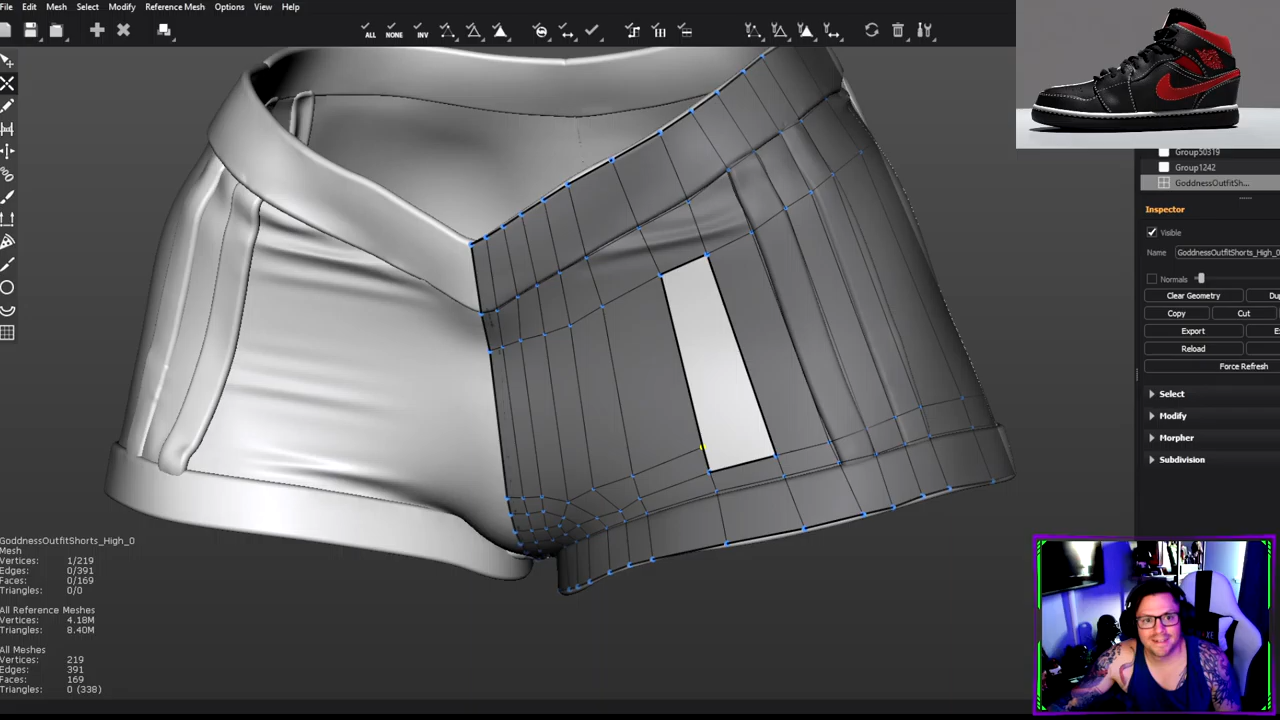 File Edit Mesh Select Modify Reference Mesh Options View Help
ALL NONE INV
Group50319
Group1242
GoddnessOutfitSh...
Inspector
Visible
Name GoddnessOutfitShorts_High_0
Normals
Clear Geometry
Copy Cut
Export
Reload
Force Refresh
Select
Modify
Morpher
Subdivision
GoddnessOutfitShorts_High_0
Mesh
Vertices: 1/219
Edges: 0/391
Faces: 0/169
Triangles: 0/0
All Reference Meshes
Vertices: 4.18M
Triangles: 8.40M
All Meshes
Vertices: 219
Edges: 391
Faces: 169
Triangles: 0 (338)